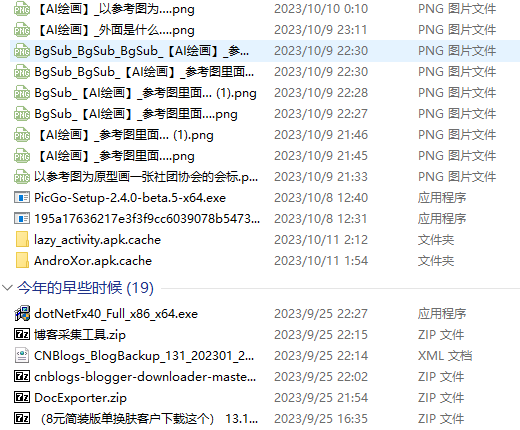 【AI绘画】_以参考图为....png 2023/10/10 0:10 PNG 图片文件
【AI绘画】_外面是什么....png 2023/10/9 23:11 PNG 图片文件
BgSub_BgSub_BgSub_【AI绘画】_参... 2023/10/9 22:30 PNG 图片文件
BgSub_BgSub_【AI绘画】_参考图里面... 2023/10/9 22:30 PNG 图片文件
BgSub_【AI绘画】_参考图里面... (1).png 2023/10/9 22:28 PNG 图片文件
BgSub_【AI绘画】_参考图里面....png 2023/10/9 22:27 PNG 图片文件
【AI绘画】_参考图里面... (1).png 2023/10/9 21:46 PNG 图片文件
【AI绘画】_参考图里面....png 2023/10/9 21:45 PNG 图片文件
以参考图为原型画一张社团协会的会标.p... 2023/10/9 21:33 PNG 图片文件
PicGo-Setup-2.4.0-beta.5-x64.exe 2023/10/8 12:40 应用程序
195a17636217e3f3f9cc6039078b5473... 2023/10/8 12:31 应用程序
lazy_activity.apk.cache 2023/10/11 2:12 文件夹
AndroXor.apk.cache 2023/10/11 1:54 文件夹
今年的早些时候 (19)
dotNetFx40_Full_x86_x64.exe 2023/9/25 22:27 应用程序
博客采集工具.zip 2023/9/25 22:15 ZIP 文件
CNBlogs_BlogBackup_131_202301_2... 2023/9/25 22:14 XML 文档
cnblogs-blogger-downloader-maste... 2023/9/25 22:02 ZIP 文件
DocExporter.zip 2023/9/25 21:54 ZIP 文件
（8元简装版单换肤客户下载这个） 13.1... 2023/9/25 16:35 ZIP 文件